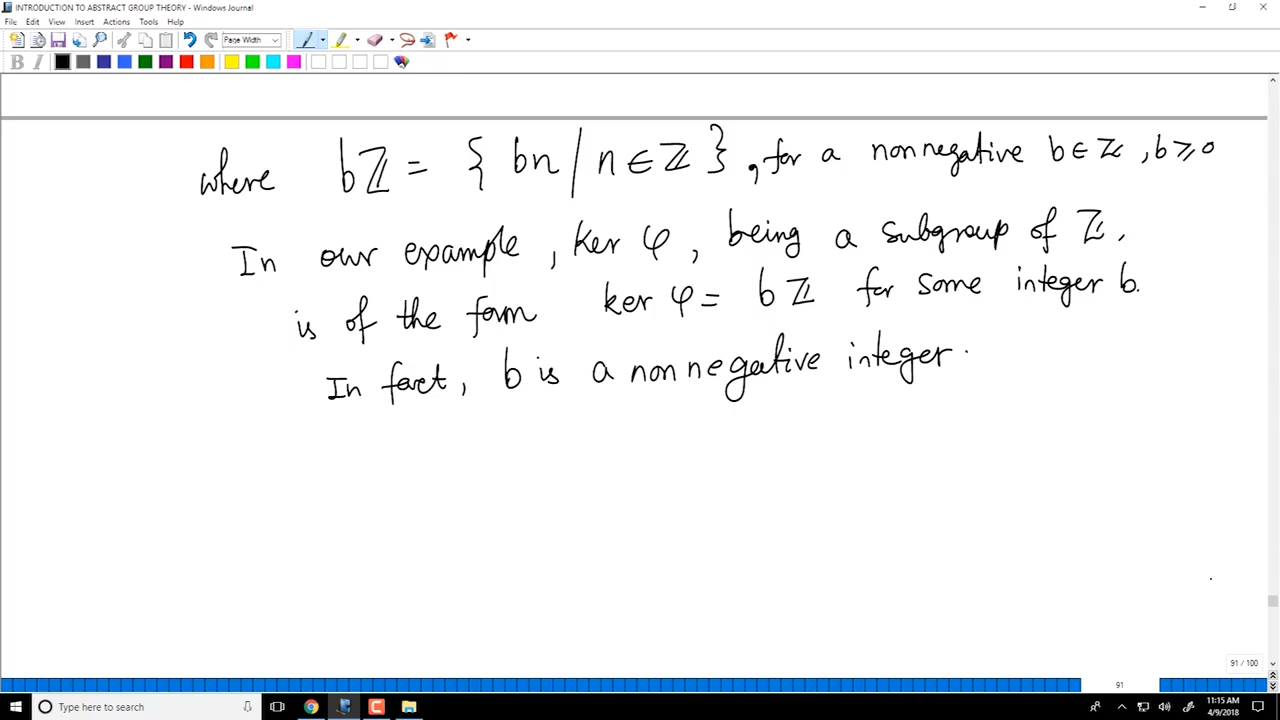 INTRODUCTION TO ABSTRACT GROUP THEORY - Windows Journal
File Edit View Insert Actions Tools Help
Page Width
B I
where bℤ = { bn | n ∈ ℤ }, for a nonnegative b ∈ ℤ, b ≥ 0
In our example, Ker φ, being a subgroup of ℤ,
is of the form ker φ = bℤ for some integer b.
In fact, b is a nonnegative integer.
91 / 100
91
Type here to search
11:15 AM
4/9/2018